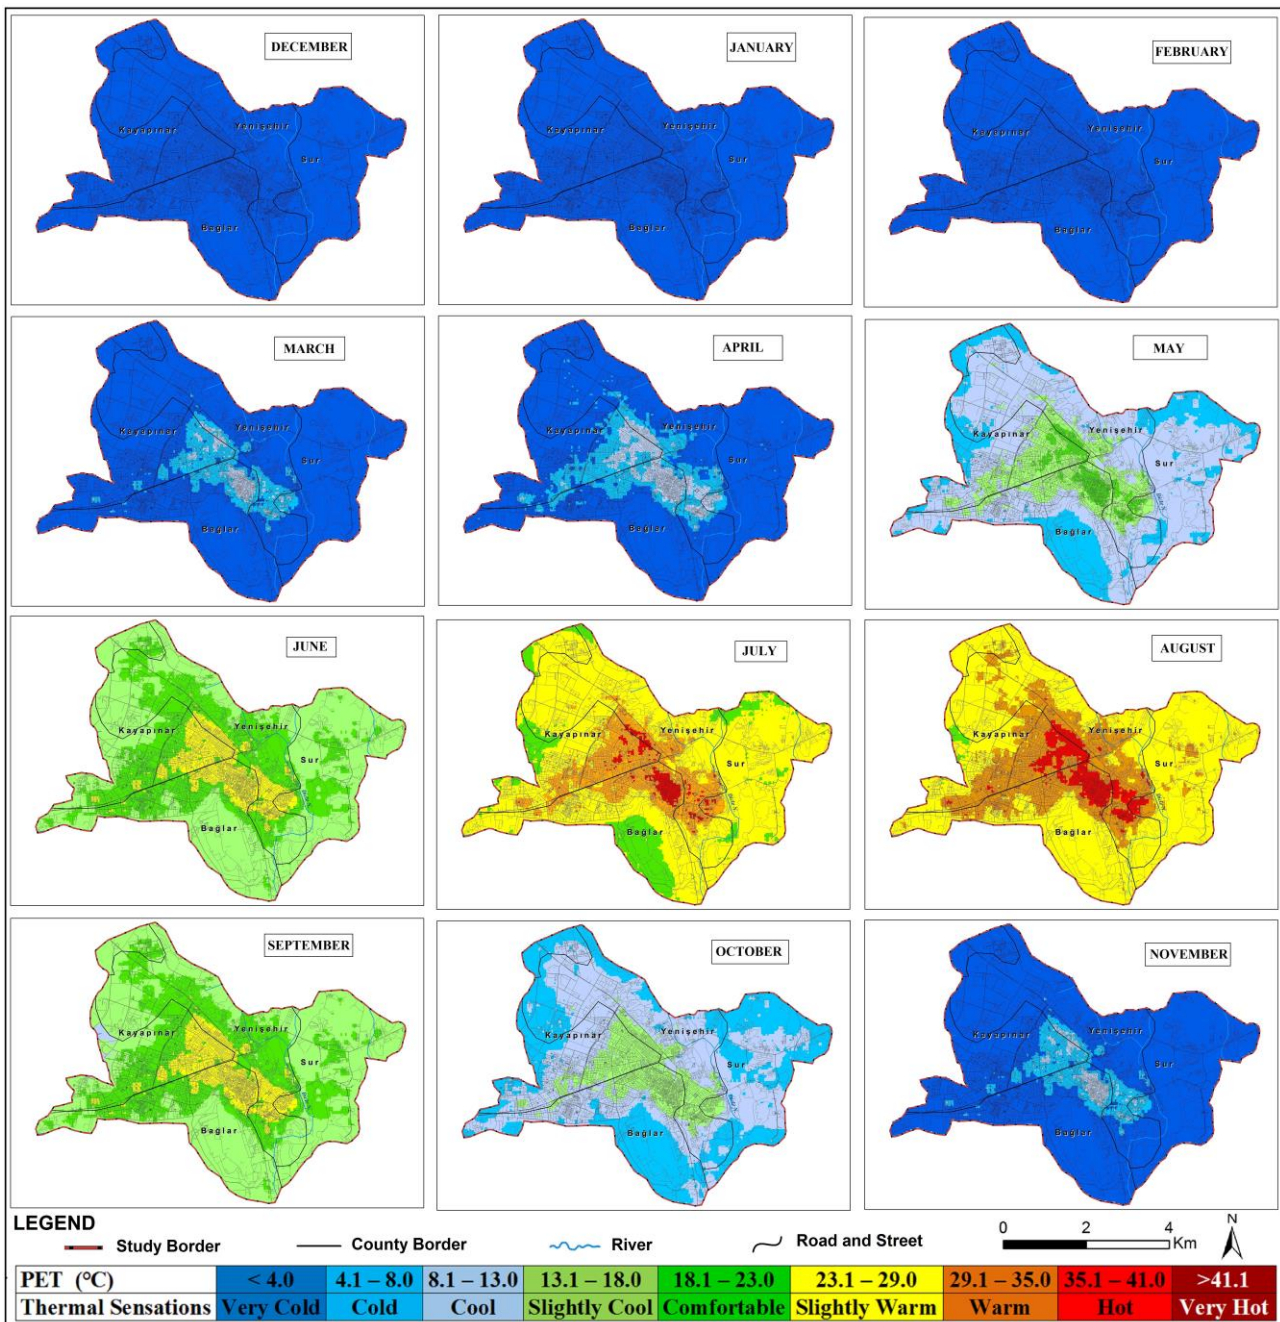 DECEMBER
Kayapınar
Yenişehir
Sur
Bağlar
JANUARY
Kayapınar
Yenişehir
Sur
Bağlar
FEBRUARY
Kayapınar
Yenişehir
Sur
Bağlar
MARCH
Kayapınar
Yenişehir
Sur
Bağlar
APRIL
Kayapınar
Yenişehir
Sur
Bağlar
MAY
Kayapınar
Yenişehir
Sur
Bağlar
JUNE
Kayapınar
Yenişehir
Sur
Bağlar
JULY
Kayapınar
Yenişehir
Sur
Bağlar
AUGUST
Kayapınar
Yenişehir
Sur
Bağlar
SEPTEMBER
Kayapınar
Yenişehir
Sur
Bağlar
OCTOBER
Kayapınar
Yenişehir
Sur
Bağlar
NOVEMBER
Kayapınar
Yenişehir
Sur
Bağlar
LEGEND
Study Border
County Border
River
Road and Street
0 2 4
Km
N
PET (°C) < 4.0 4.1 – 8.0 8.1 – 13.0 13.1 – 18.0 18.1 – 23.0 23.1 – 29.0 29.1 – 35.0 35.1 – 41.0 >41.1
Thermal Sensations Very Cold Cold Cool Slightly Cool Comfortable Slightly Warm Warm Hot Very Hot